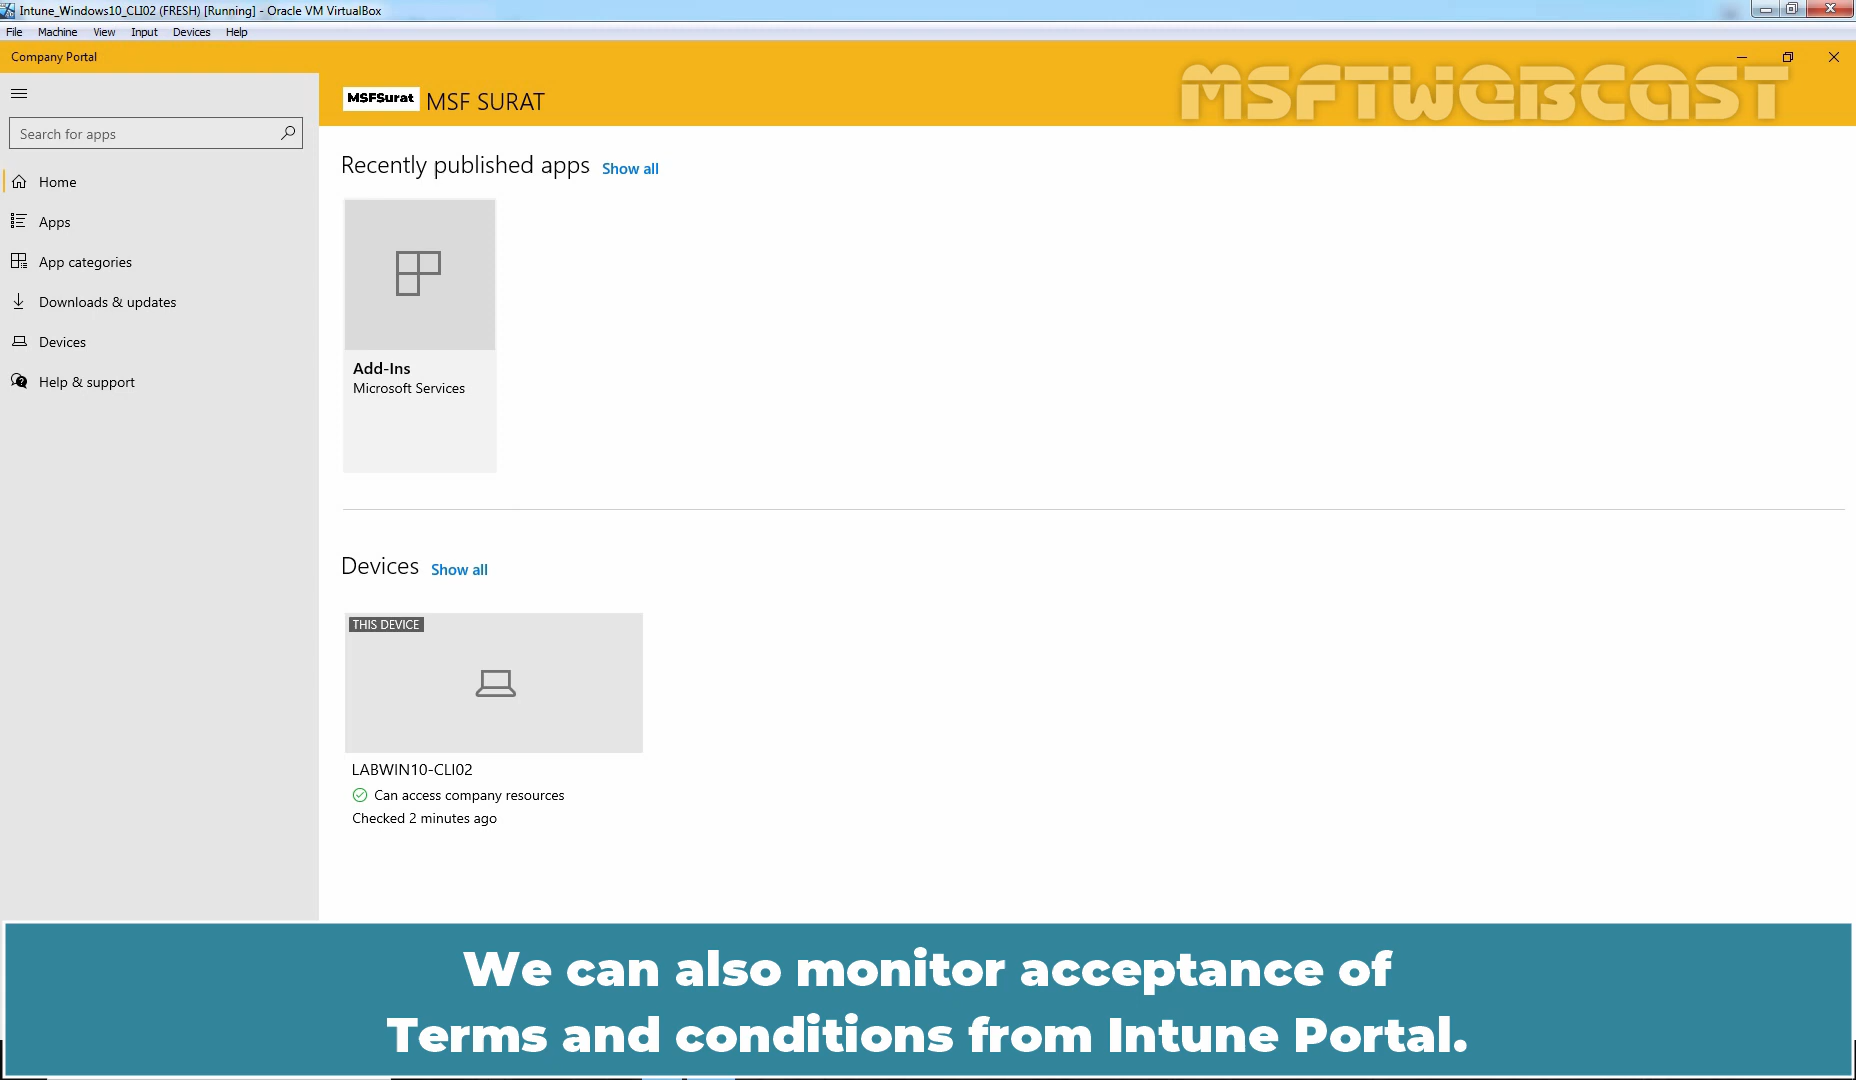 Intune_Windows10_CLI02 (FRESH) [Running] - Oracle VM VirtualBox
File Machine View Input Devices Help
Company Portal
MSFTWEBCAST
MSFSurat MSF SURAT
Search for apps
Home
Apps
App categories
Downloads & updates
Devices
Help & support
Recently published apps Show all
Add-Ins
Microsoft Services
Devices Show all
THIS DEVICE
LABWIN10-CLI02
Can access company resources
Checked 2 minutes ago
We can also monitor acceptance of
Terms and conditions from Intune Portal.